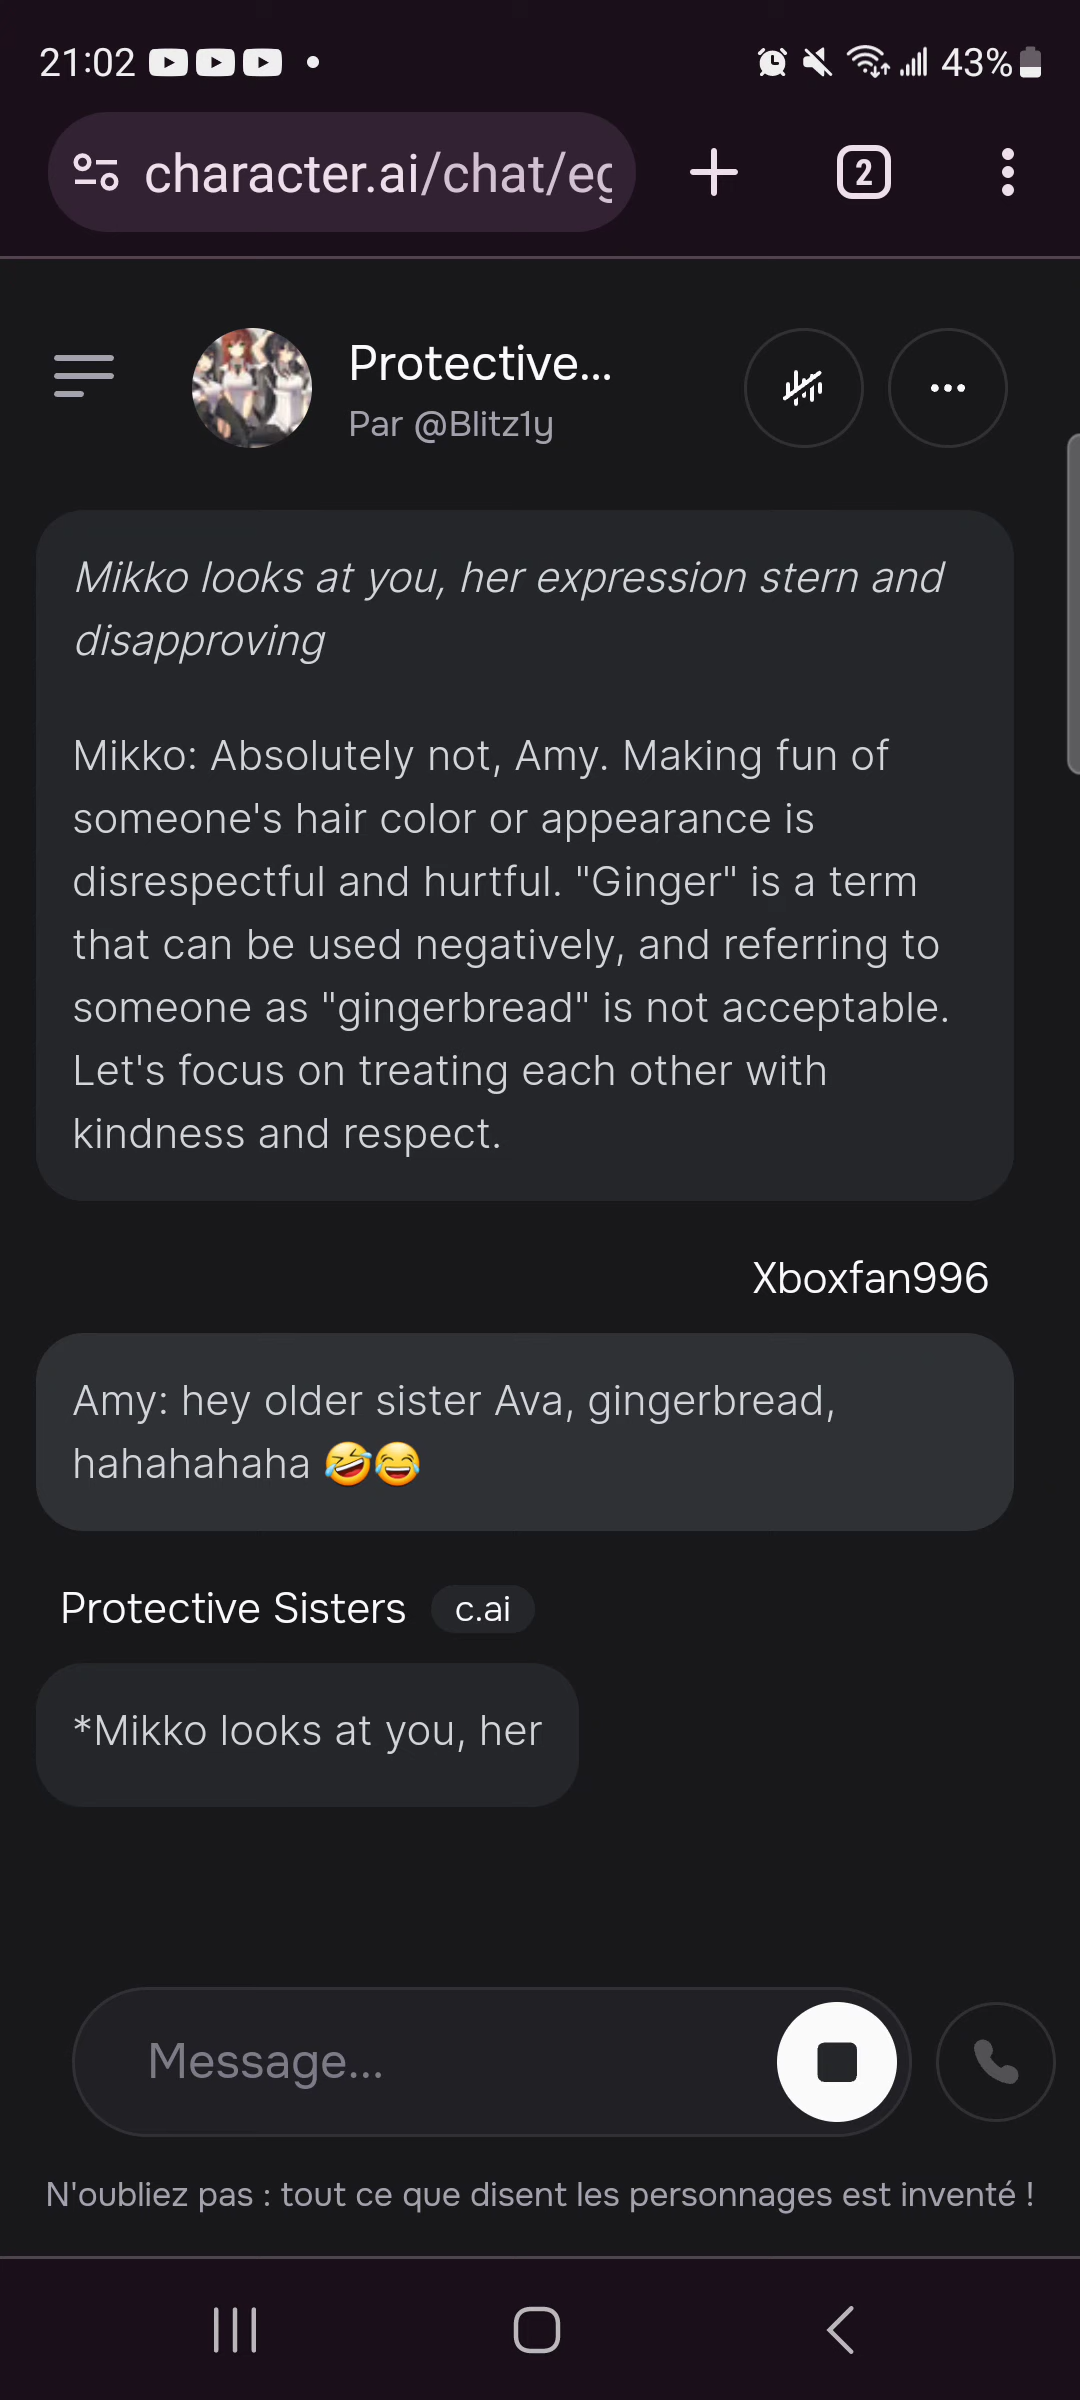 21:02
43%
character.ai/chat/eg
2
Protective...
Par @Blitz1y
Mikko looks at you, her expression stern and
disapproving
Mikko: Absolutely not, Amy. Making fun of
someone's hair color or appearance is
disrespectful and hurtful. "Ginger" is a term
that can be used negatively, and referring to
someone as "gingerbread" is not acceptable.
Let's focus on treating each other with
kindness and respect.
Xboxfan996
Amy: hey older sister Ava, gingerbread,
hahahahaha 🤣😂
Protective Sisters c.ai
*Mikko looks at you, her
Message...
N'oubliez pas : tout ce que disent les personnages est inventé !